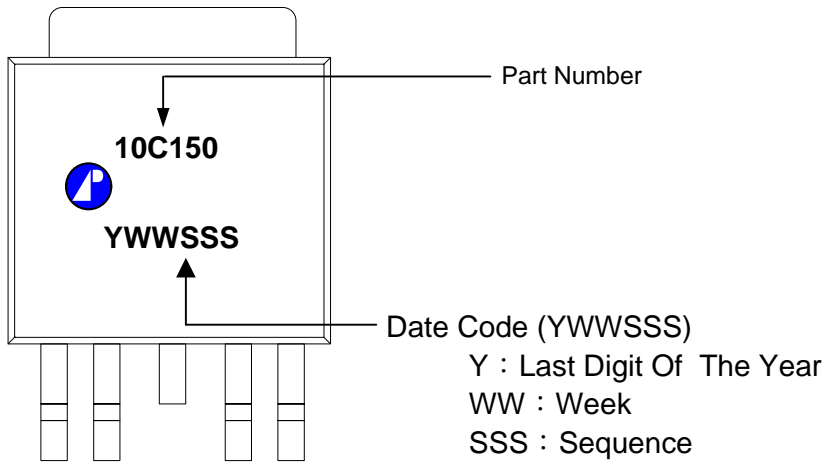 Part Number
10C150
YWWSSS
Date Code (YWWSSS)
Y：Last Digit Of The Year
WW：Week
SSS：Sequence